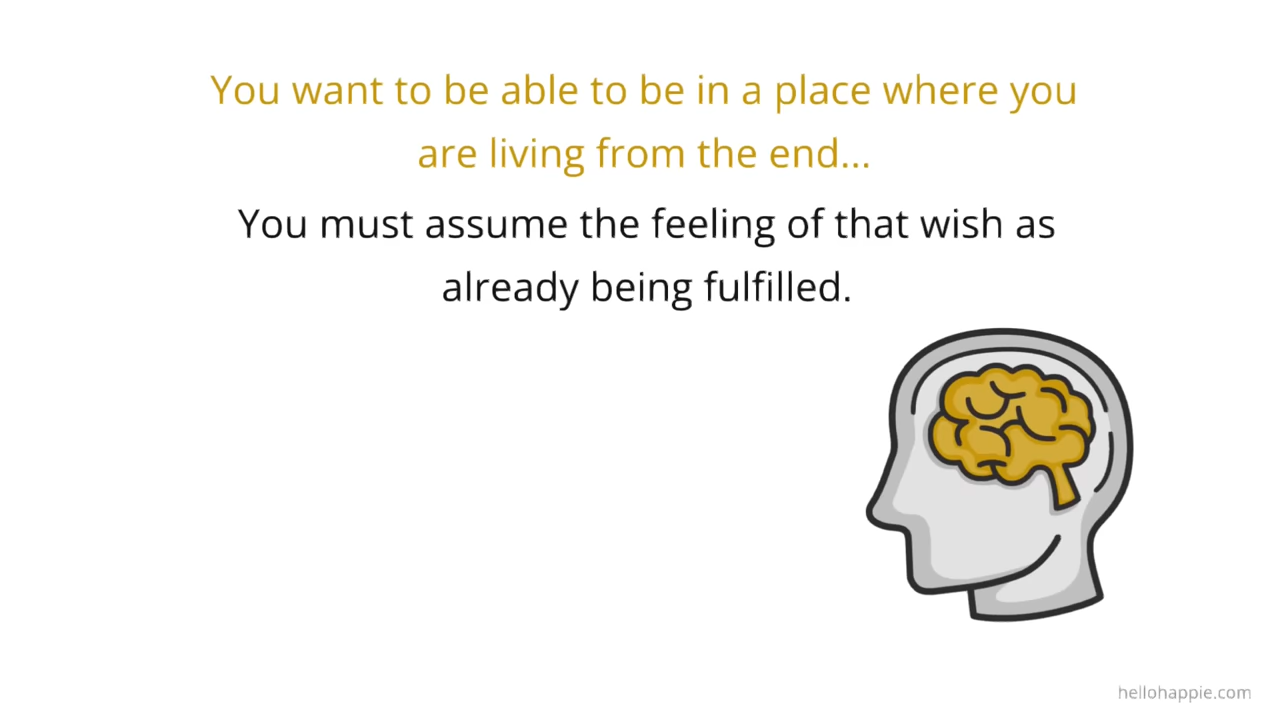 You want to be able to be in a place where you
are living from the end...
You must assume the feeling of that wish as
already being fulfilled.
hellohappie.com